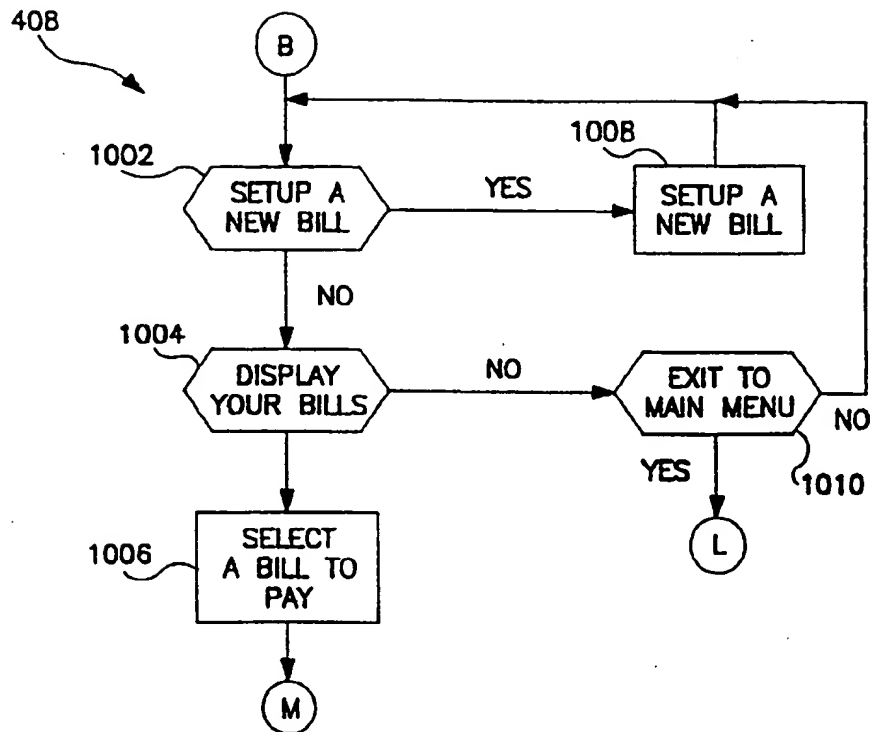 408
B
1002
SETUP A
NEW BILL
YES
1008
SETUP A
NEW BILL
NO
1004
DISPLAY
YOUR BILLS
NO
EXIT TO
MAIN MENU
NO
YES
1010
L
1006
SELECT
A BILL TO
PAY
M